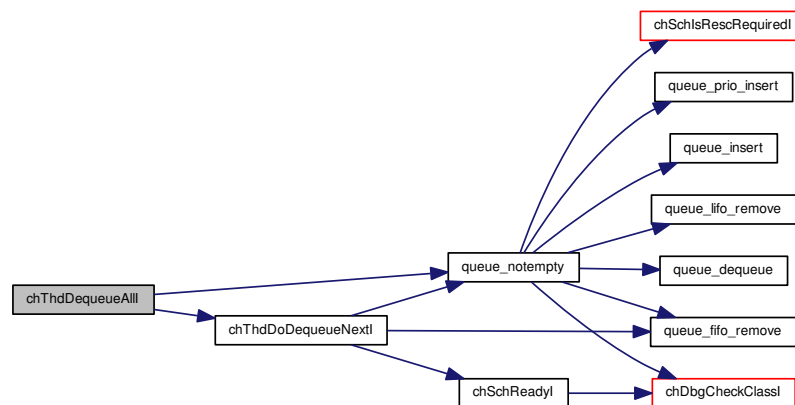 chSchIsRescRequiredI
queue_prio_insert
queue_insert
queue_lifo_remove
queue_notempty
queue_dequeue
chThdDequeueAllI
chThdDoDequeueNextI
queue_fifo_remove
chSchReadyI
chDbgCheckClassI